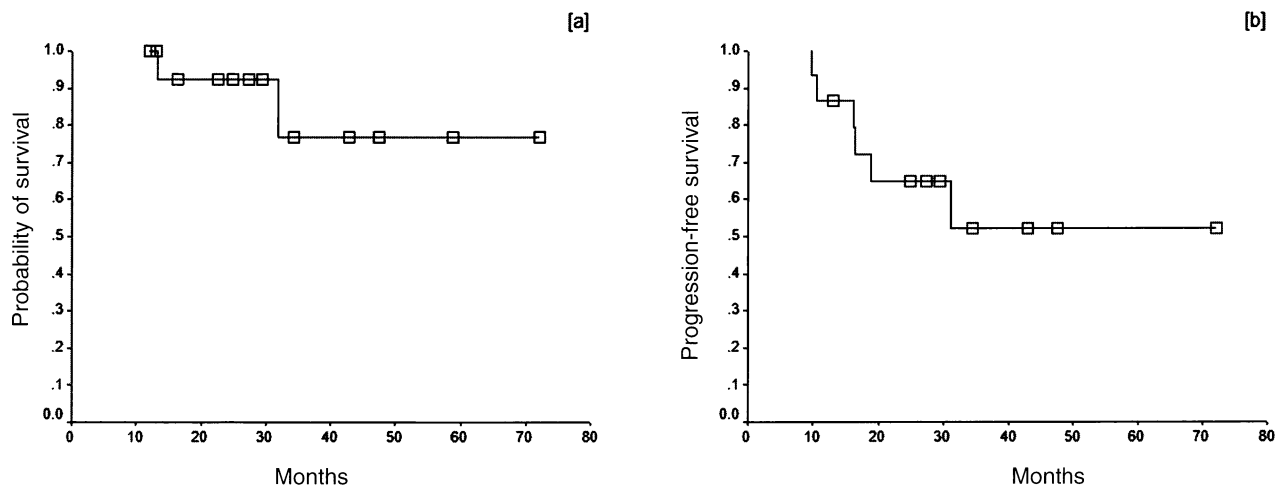 [a]
Probability of survival
1.0
.9
.8
.7
.6
.5
.4
.3
.2
.1
0.0
0 10 20 30 40 50 60 70 80
Months
[b]
Progression-free survival
1.0
.9
.8
.7
.6
.5
.4
.3
.2
.1
0.0
0 10 20 30 40 50 60 70 80
Months